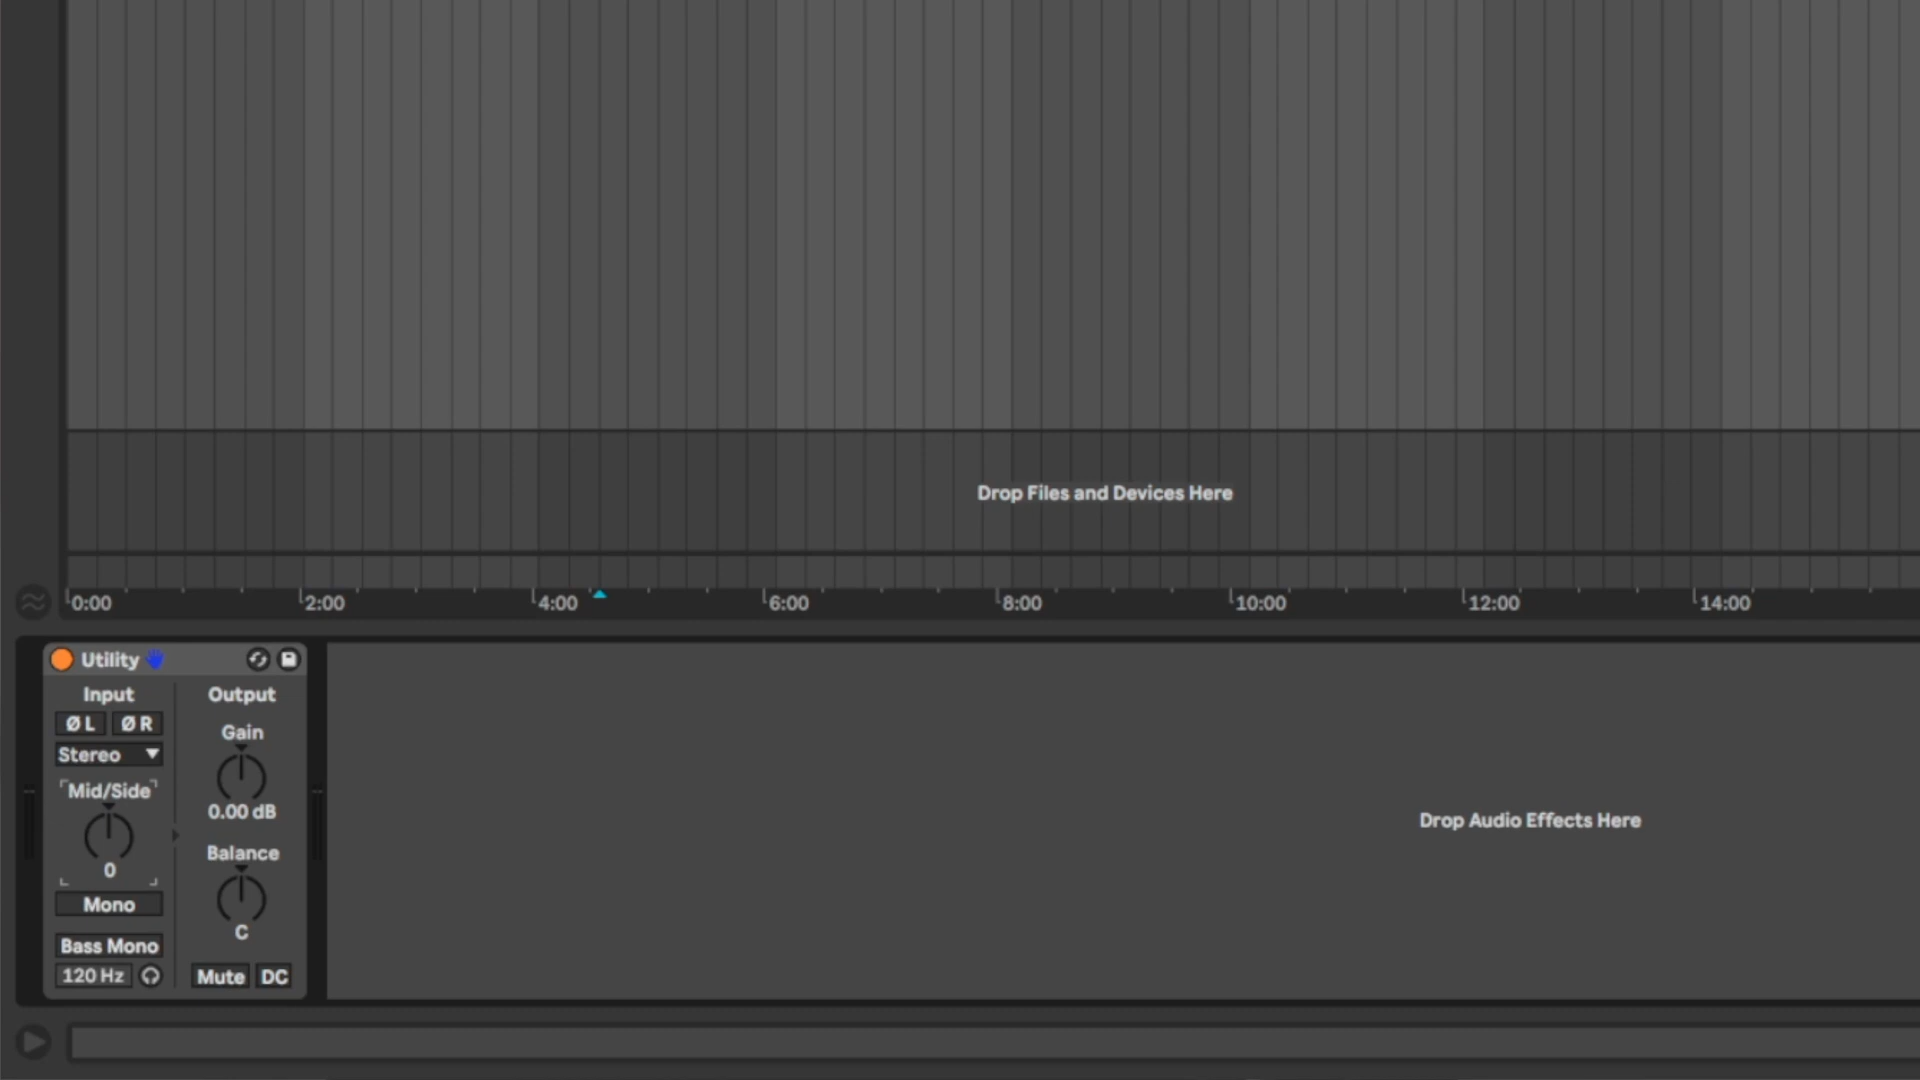 Drop Files and Devices Here
0:00 2:00 4:00 6:00 8:00 10:00 12:00 14:00
Utility
Input
Ø L Ø R
Stereo
Mid/Side
0
Mono
Bass Mono
120 Hz
Output
Gain
0.00 dB
Balance
C
Mute DC
Drop Audio Effects Here